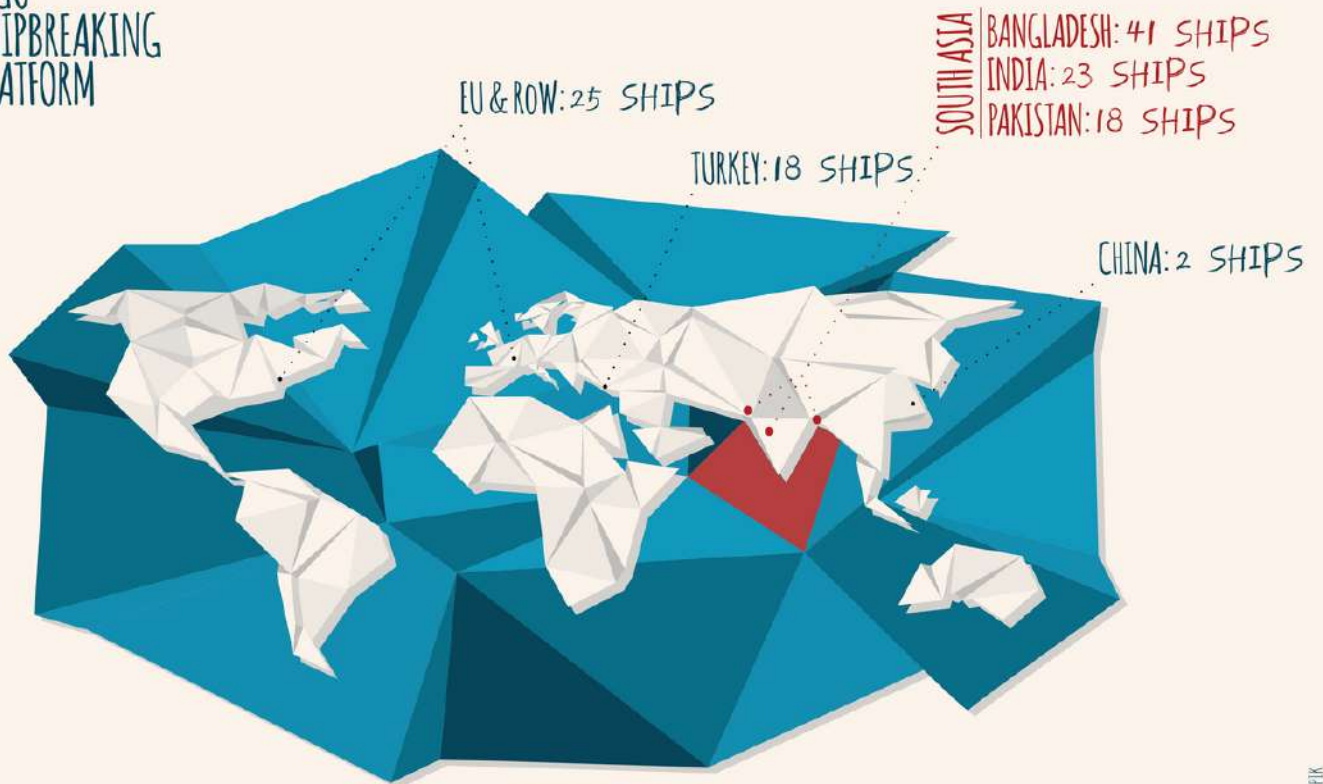 IPBREAKING
ATFORM
EU & ROW: 25 SHIPS
TURKEY: 18 SHIPS
SOUTH ASIA
BANGLADESH: 41 SHIPS
INDIA: 23 SHIPS
PAKISTAN: 18 SHIPS
CHINA: 2 SHIPS